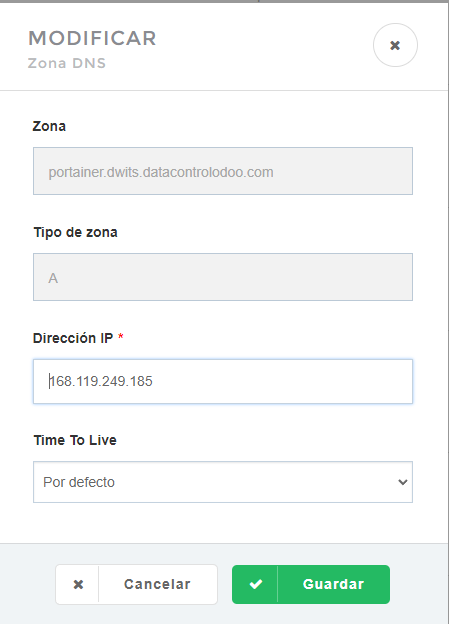 MODIFICAR
Zona DNS
Zona
portainer.dwits.datacontrolodoo.com
Tipo de zona
A
Dirección IP *
168.119.249.185
Time To Live
Por defecto
Cancelar
Guardar